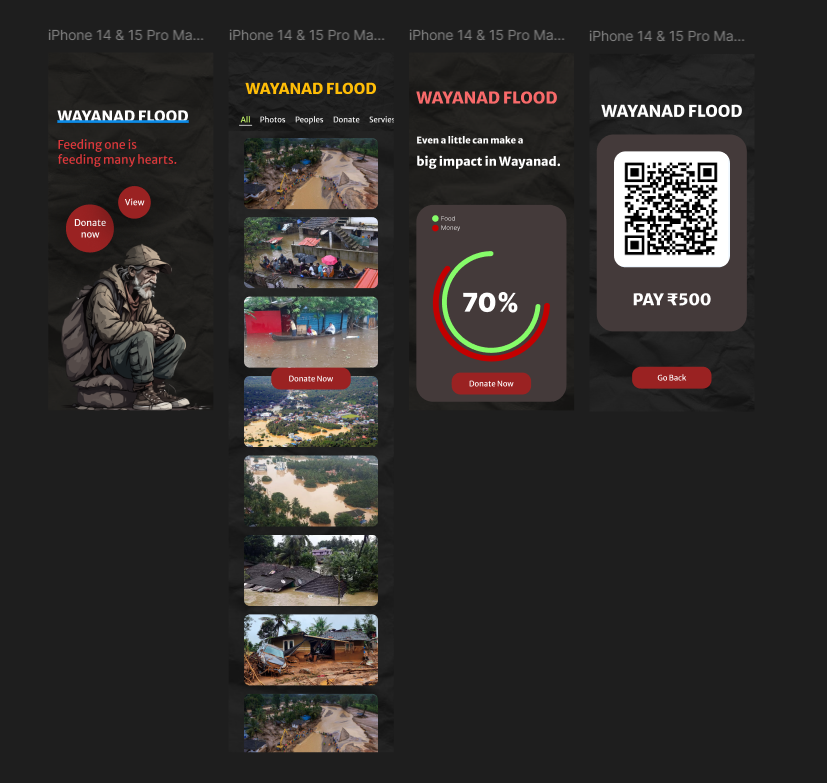 iPhone 14 & 15 Pro Ma...
WAYANAD FLOOD
Feeding one is
feeding many hearts.
View
Donate
now
iPhone 14 & 15 Pro Ma...
WAYANAD FLOOD
All Photos Peoples Donate Servies
Donate Now
iPhone 14 & 15 Pro Ma...
WAYANAD FLOOD
Even a little can make a
big impact in Wayanad.
Food
Money
70%
Donate Now
iPhone 14 & 15 Pro Ma...
WAYANAD FLOOD
PAY ₹500
Go Back